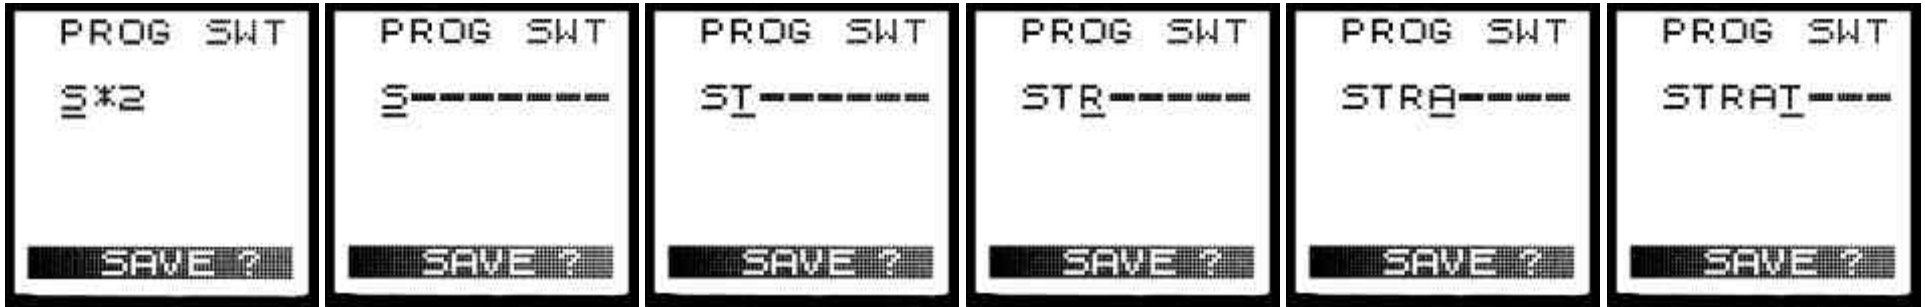 PROG SWT
S*2
SAVE ?
PROG SWT
S-------
SAVE ?
PROG SWT
ST------
SAVE ?
PROG SWT
STR-----
SAVE ?
PROG SWT
STRA----
SAVE ?
PROG SWT
STRAT---
SAVE ?